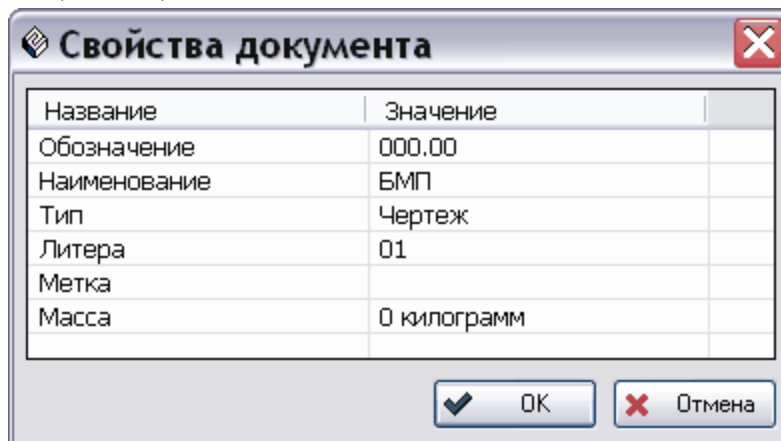 Свойства документа
Название Значение
Обозначение 000.00
Наименование БМП
Тип Чертеж
Литера 01
Метка
Масса 0 килограмм
OK Отмена